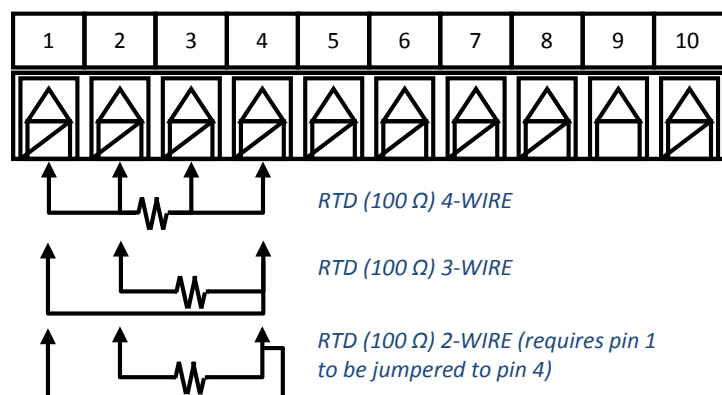 1 2 3 4 5 6 7 8 9 10
RTD (100 Ω) 4-WIRE
RTD (100 Ω) 3-WIRE
RTD (100 Ω) 2-WIRE (requires pin 1
to be jumpered to pin 4)